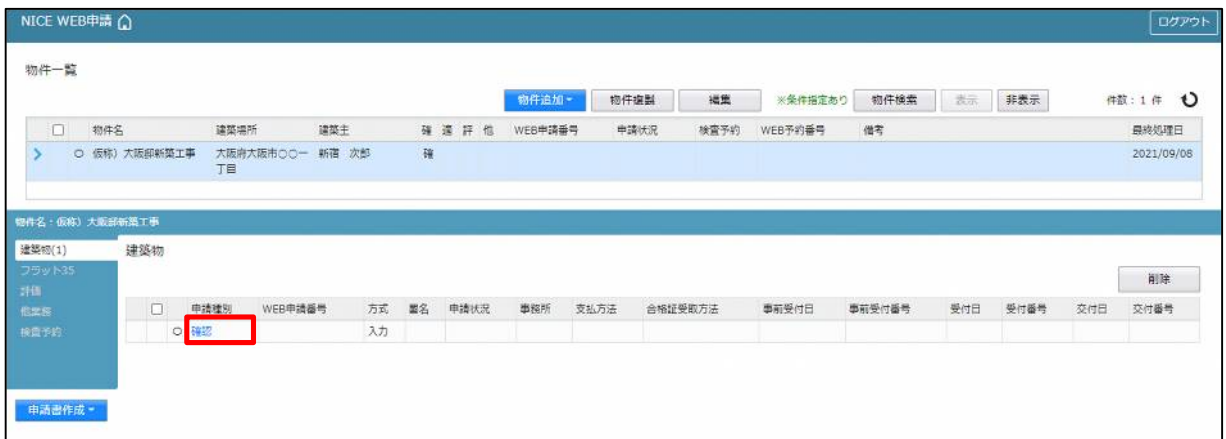 NICE WEB申請
ログアウト
物件一覧
物件追加 物件複製 編集 ※条件指定あり 物件検索 表示 非表示 件数：1 件
物件名 建築場所 建築主 確 適 評 他 WEB申請番号 申請状況 検査予約 WEB予約番号 備考 最終処理日
○ 仮称）大阪邸新築工事 大阪府大阪市○○一 新宿 次郎 確 2021/09/08
丁目
物件名：仮称）大阪邸新築工事
建築物(1) 建築物
フラット35 削除
評価
他業務 申請種別 WEB申請番号 方式 署名 申請状況 事務所 支払方法 合格証受取方法 事前受付日 事前受付番号 受付日 受付番号 交付日 交付番号
検査予約 ○ 確認 入力
申請書作成